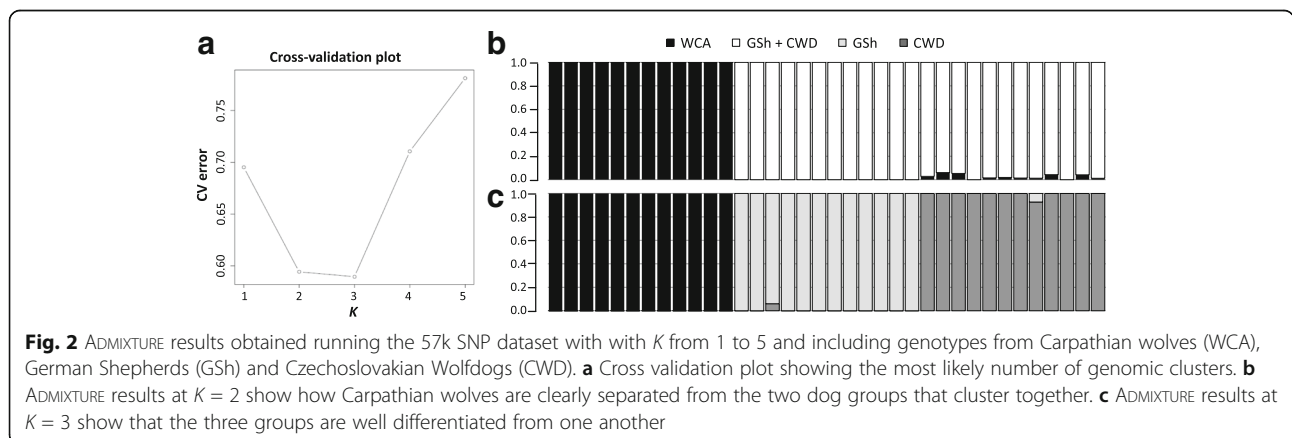 a
Cross-validation plot
CV error
0.75
0.70
0.65
0.60
1 2 3 4 5
K
b
WCA GSh + CWD GSh CWD
1.0
0.8
0.6
0.4
0.2
0.0
c
1.0
0.8
0.6
0.4
0.2
0.0
Fig. 2 ADMIXTURE results obtained running the 57k SNP dataset with with K from 1 to 5 and including genotypes from Carpathian wolves (WCA),
German Shepherds (GSh) and Czechoslovakian Wolfdogs (CWD). a Cross validation plot showing the most likely number of genomic clusters. b
ADMIXTURE results at K = 2 show how Carpathian wolves are clearly separated from the two dog groups that cluster together. c ADMIXTURE results at
K = 3 show that the three groups are well differentiated from one another